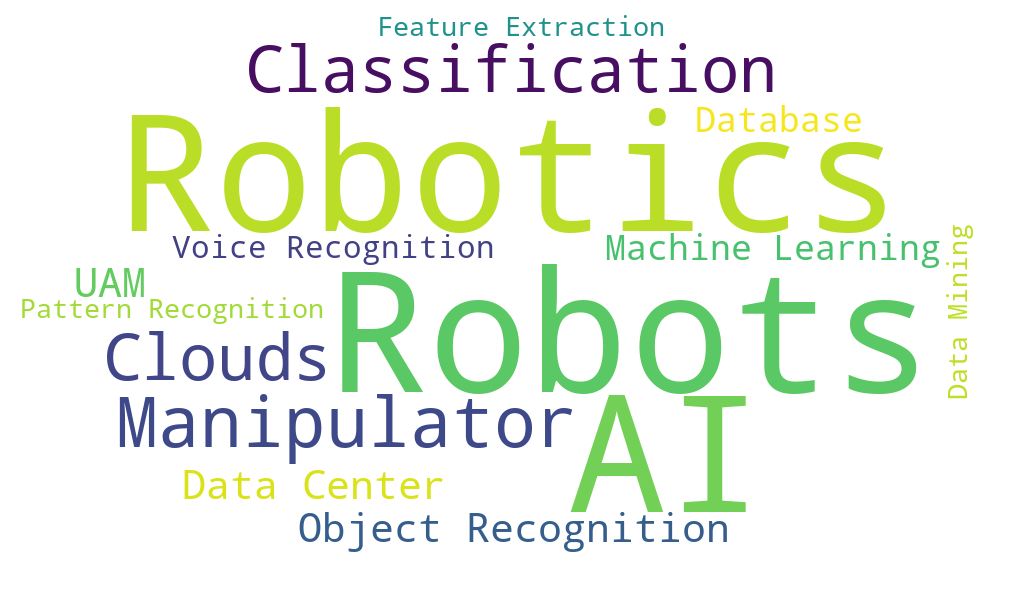 Feature Extraction
Classification
Database
Robotics
Voice Recognition
Machine Learning
Data Mining
UAM
Pattern Recognition
Robots
Clouds
Manipulator
AI
Data Center
Object Recognition